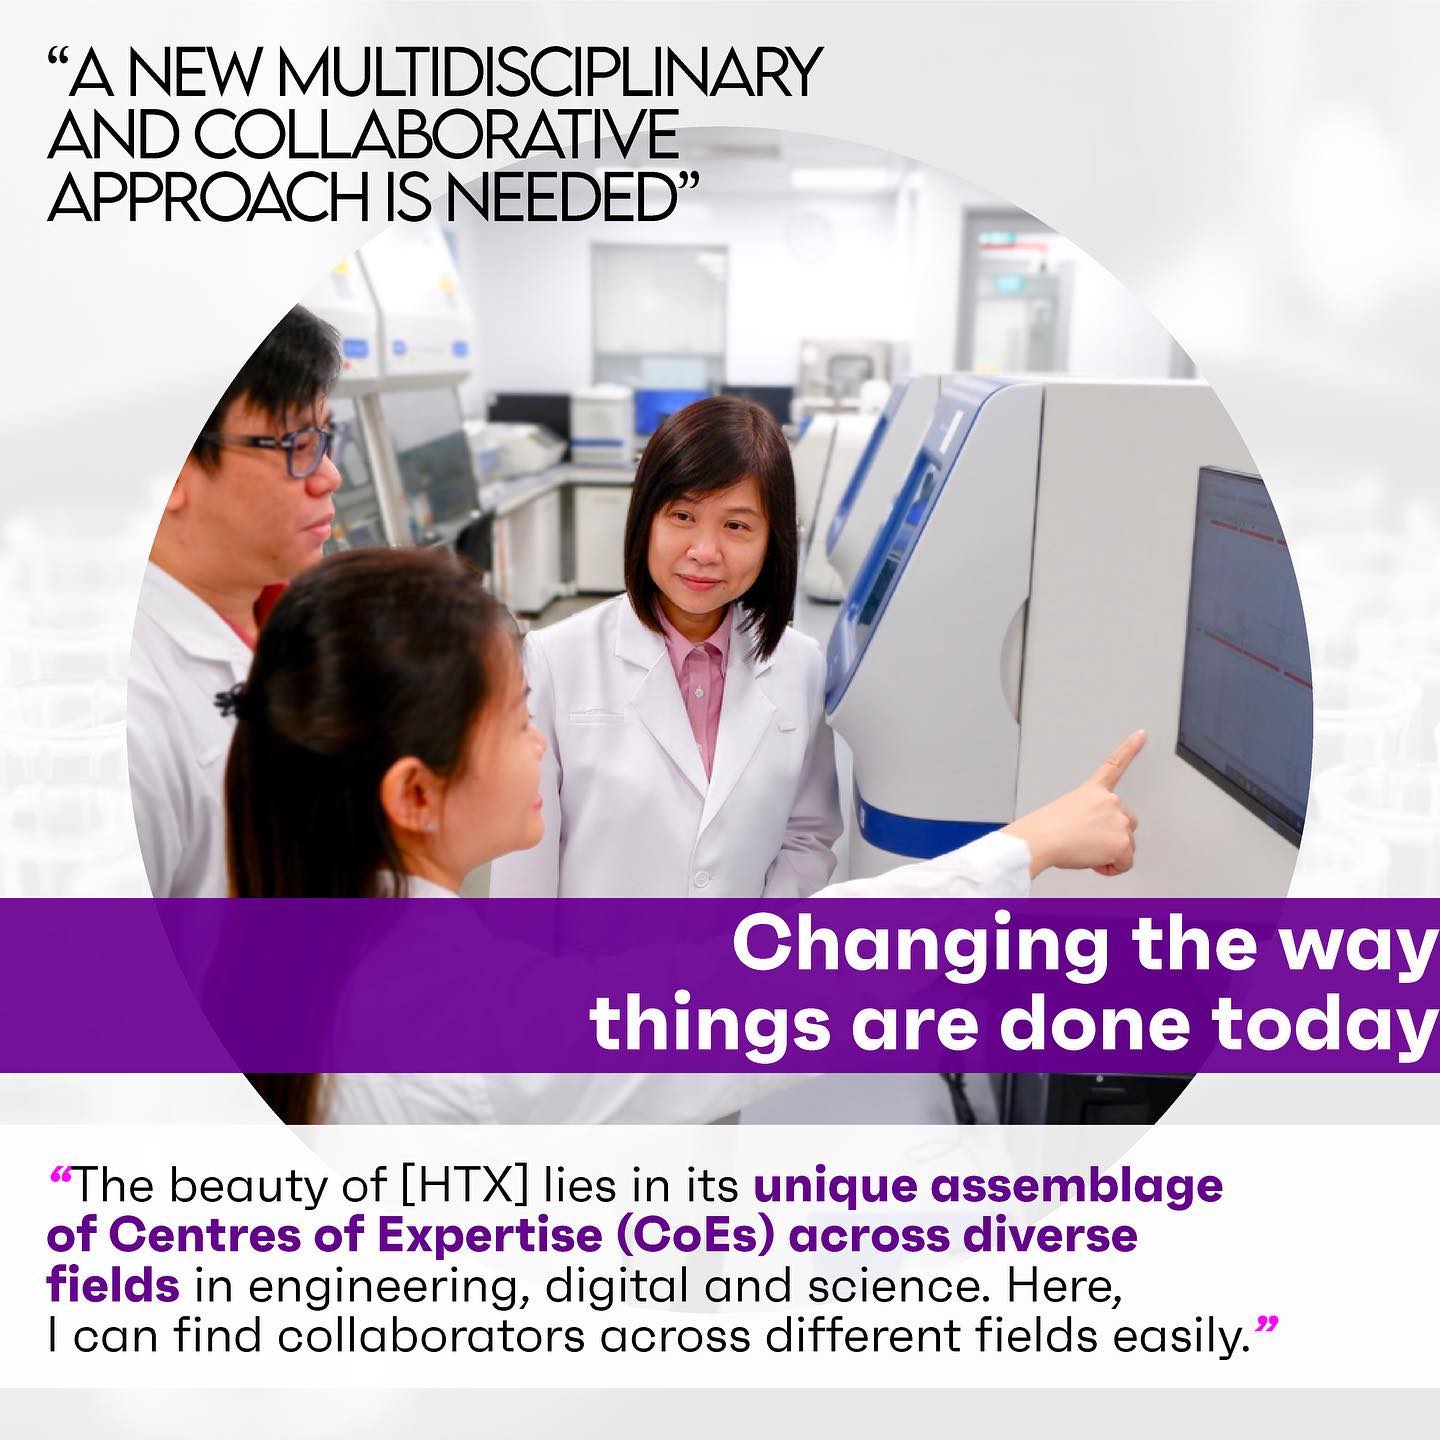 “A NEW MULTIDISCIPLINARY
AND COLLABORATIVE
APPROACH IS NEEDED”
Changing the way
things are done today
“The beauty of [HTX] lies in its unique assemblage
of Centres of Expertise (CoEs) across diverse
fields in engineering, digital and science. Here,
I can find collaborators across different fields easily.”